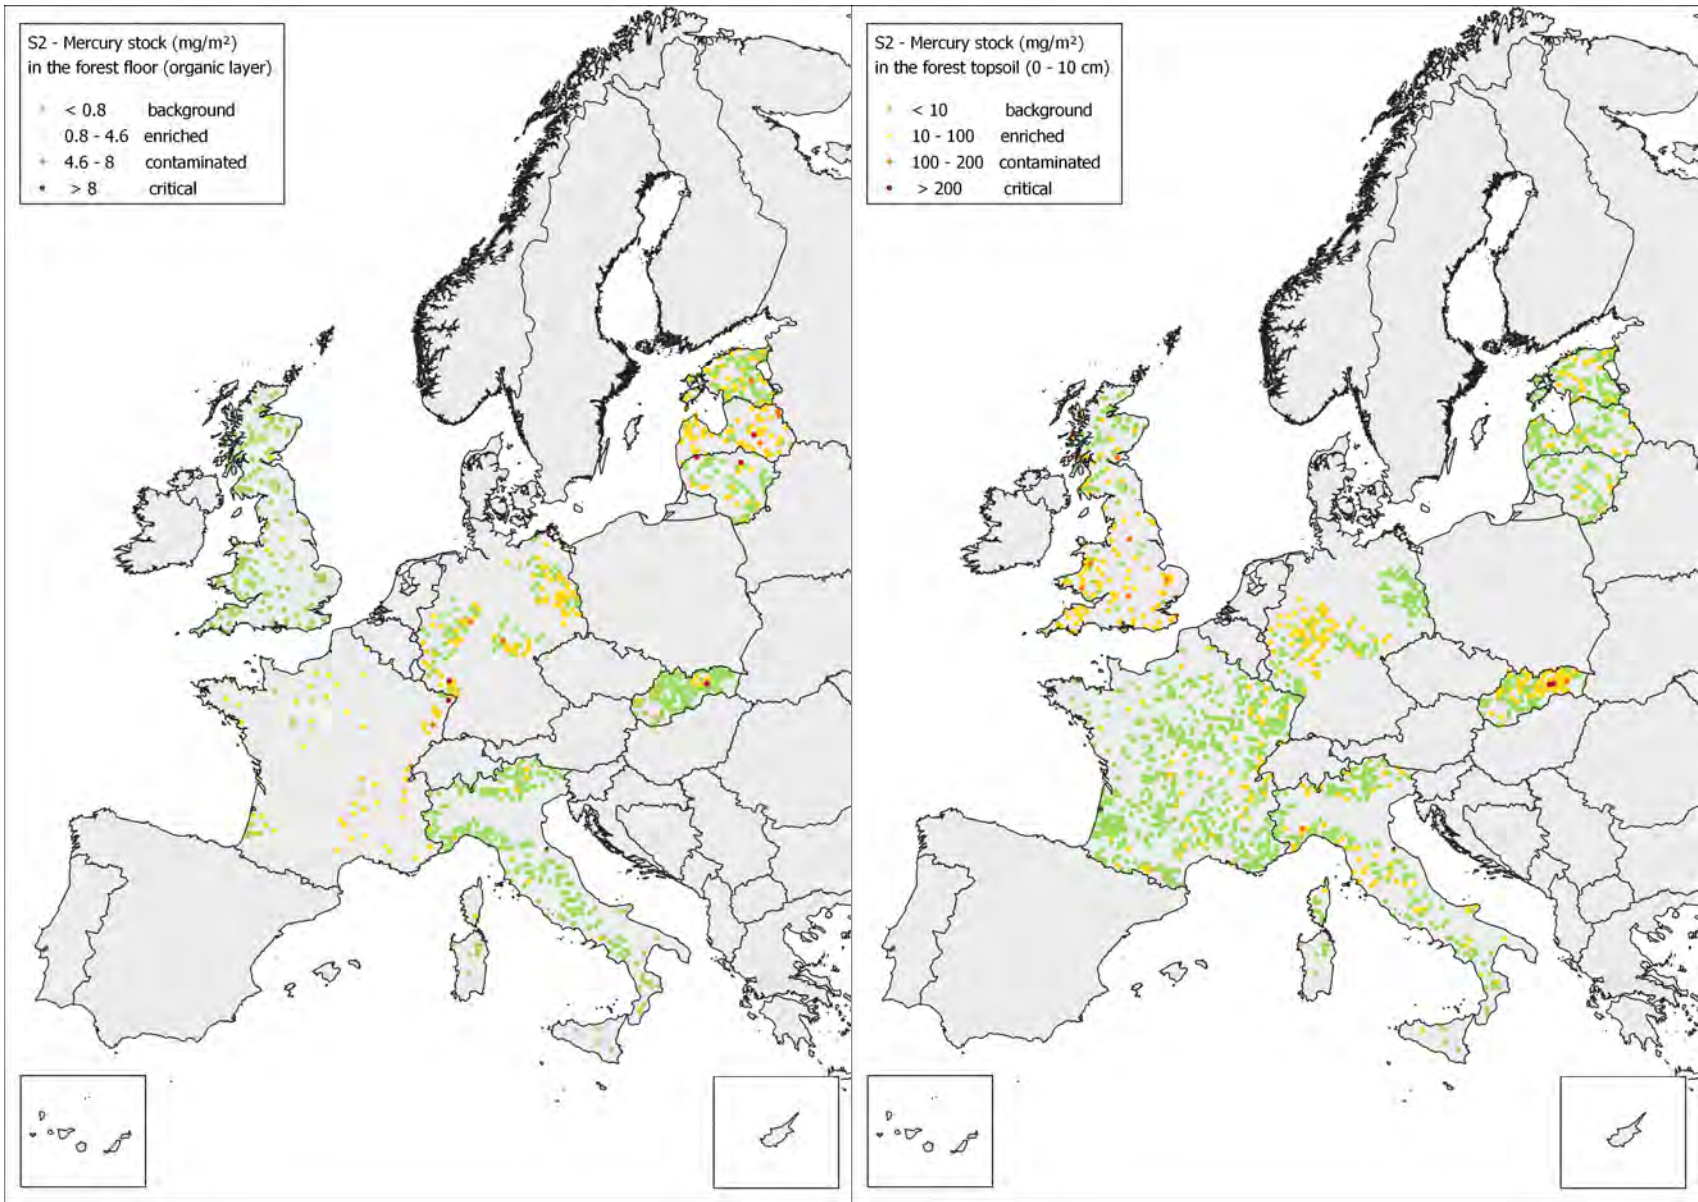 S2 - Mercury stock (mg/m²)
in the forest floor (organic layer)
< 0.8 background
0.8 - 4.6 enriched
4.6 - 8 contaminated
> 8 critical
S2 - Mercury stock (mg/m²)
in the forest topsoil (0 - 10 cm)
< 10 background
10 - 100 enriched
100 - 200 contaminated
> 200 critical